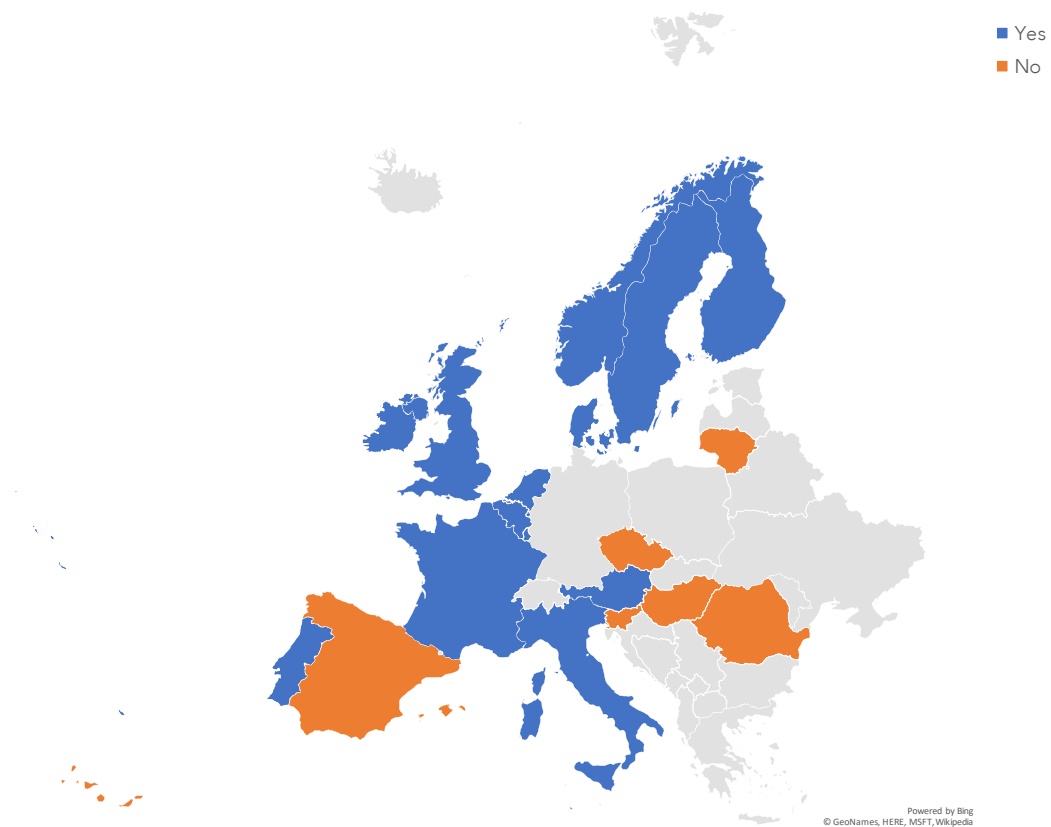 Yes
No
Powered by Bing
© GeoNames, HERE, MSFT, Wikipedia